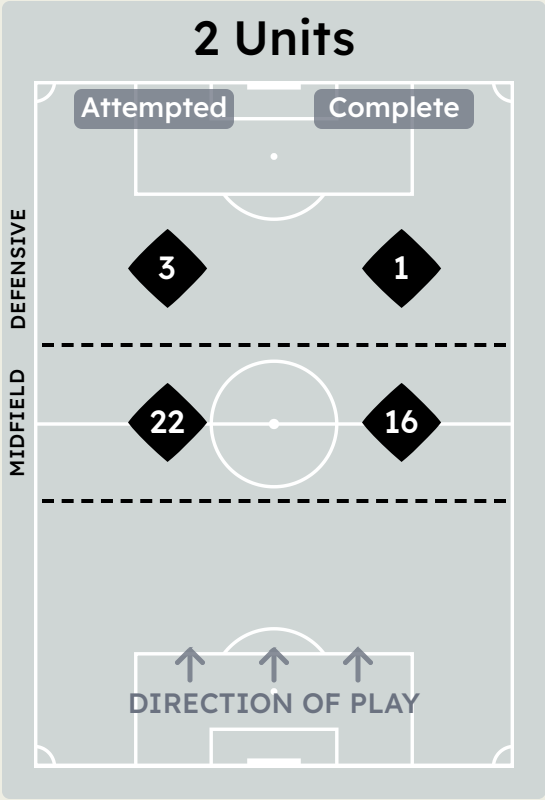 2 Units
Attempted
Complete
DEFENSIVE
3
1
MIDFIELD
22
16
DIRECTION OF PLAY